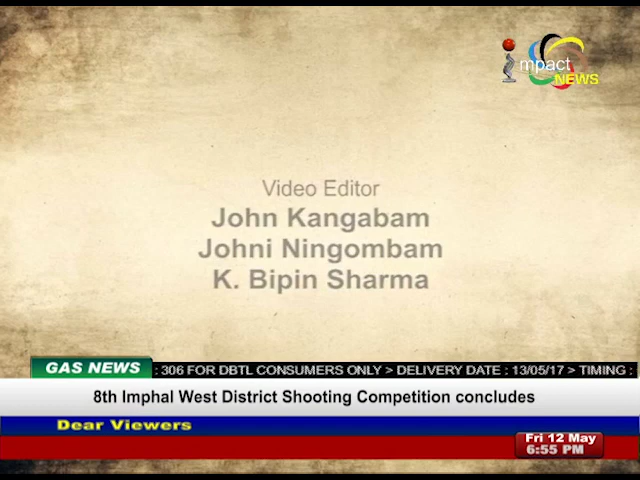 impact
NEWS
Video Editor
John Kangabam
Johni Ningombam
K. Bipin Sharma
GAS NEWS
: 306 FOR DBTL CONSUMERS ONLY > DELIVERY DATE : 13/05/17 > TIMING :
8th Imphal West District Shooting Competition concludes
Dear Viewers
Fri 12 May
6:55 PM